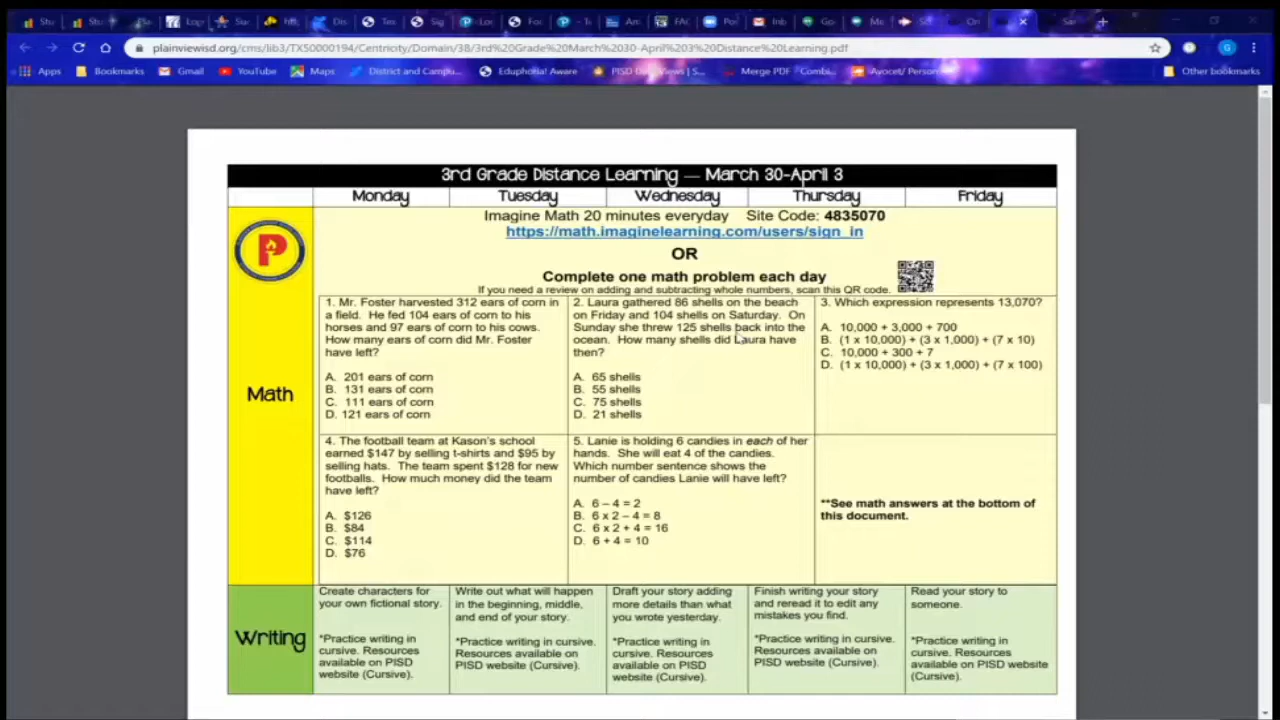 plainviewisd.org/cms/lib3/TX50000194/Centricity/Domain/38/3rd%20Grade%20March%2030-April%203%20Distance%20Learning.pdf
Apps Bookmarks Gmail YouTube Maps District and Campu... Eduphoria! Aware PISD Merge PDF Combi... Avocet/ Person... Other bookmarks
3rd Grade Distance Learning — March 30-April 3
Monday Tuesday Wednesday Thursday Friday
Imagine Math 20 minutes everyday Site Code: 4835070
https://math.imaginelearning.com/users/sign_in
OR
Complete one math problem each day
If you need a review on adding and subtracting whole numbers, scan this QR code.
P
Math
1. Mr. Foster harvested 312 ears of corn in
a field. He fed 104 ears of corn to his
horses and 97 ears of corn to his cows.
How many ears of corn did Mr. Foster
have left?
A. 201 ears of corn
B. 131 ears of corn
C. 111 ears of corn
D. 121 ears of corn
2. Laura gathered 86 shells on the beach
on Friday and 104 shells on Saturday. On
Sunday she threw 125 shells back into the
ocean. How many shells did Laura have
then?
A. 65 shells
B. 55 shells
C. 75 shells
D. 21 shells
3. Which expression represents 13,070?
A. 10,000 + 3,000 + 700
B. (1 x 10,000) + (3 x 1,000) + (7 x 10)
C. 10,000 + 300 + 7
D. (1 x 10,000) + (3 x 1,000) + (7 x 100)
4. The football team at Kason's school
earned $147 by selling t-shirts and $95 by
selling hats. The team spent $128 for new
footballs. How much money did the team
have left?
A. $126
B. $84
C. $114
D. $76
5. Lanie is holding 6 candies in each of her
hands. She will eat 4 of the candies.
Which number sentence shows the
number of candies Lanie will have left?
A. 6 – 4 = 2
B. 6 x 2 – 4 = 8
C. 6 x 2 + 4 = 16
D. 6 + 4 = 10
**See math answers at the bottom of
this document.
Writing
Create characters for
your own fictional story.
*Practice writing in
cursive. Resources
available on PISD
website (Cursive).
Write out what will happen
in the beginning, middle,
and end of your story.
*Practice writing in cursive.
Resources available on
PISD website (Cursive).
Draft your story adding
more details than what
you wrote yesterday.
*Practice writing in
cursive. Resources
available on PISD
website (Cursive).
Finish writing your story
and reread it to edit any
mistakes you find.
*Practice writing in cursive.
Resources available on
PISD website (Cursive).
Read your story to
someone.
*Practice writing in
cursive. Resources
available on PISD website
(Cursive).